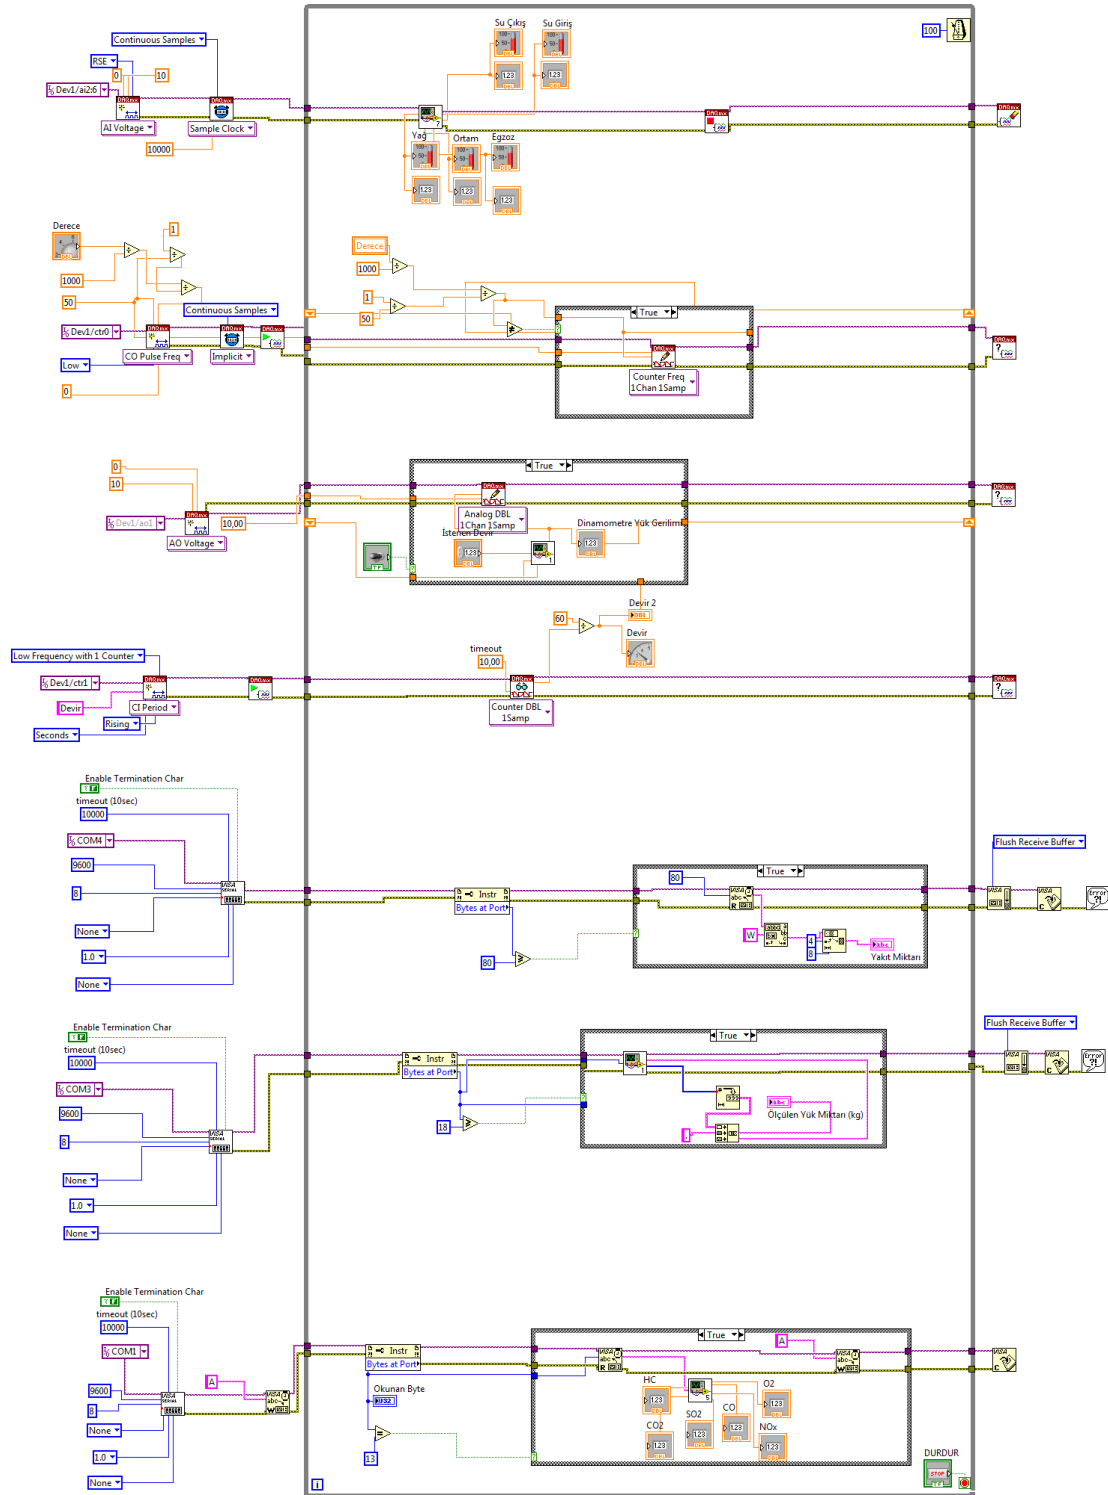 Su Çıkış
Su Giriş
100
Continuous Samples
RSE
0
10
Dev1/ai2:6
AI Voltage
Sample Clock
10000
Yağ
Ortam
Egzoz
Derece
1
1000
50
Continuous Samples
Dev1/ctr0
CO Pulse Freq
Implicit
Low
0
Derece
1000
1
50
True
Counter Freq
1Chan 1Samp
0
10
Dev1/ao1
AO Voltage
10,00
True
Analog DBL
1Chan 1Samp
İstenen Devir
Dinamometre Yük Gerilimi
Devir 2
60
Devir
timeout
10,00
Low Frequency with 1 Counter
Dev1/ctr1
Devir
CI Period
Rising
Seconds
Counter DBL
1Samp
Enable Termination Char
timeout (10sec)
10000
COM4
9600
8
None
1.0
None
Instr
Bytes at Port
80
True
80
W
4
8
Yakıt Miktarı
Flush Receive Buffer
Enable Termination Char
timeout (10sec)
10000
COM3
9600
8
None
1.0
None
Instr
Bytes at Port
18
True
Ölçülen Yük Miktarı (kg)
Flush Receive Buffer
Enable Termination Char
timeout (10sec)
10000
COM1
9600
8
None
1.0
None
A
Instr
Bytes at Port
Okunan Byte
13
True
A
HC
O2
CO
SO2
CO2
NOx
DURDUR
STOP
i